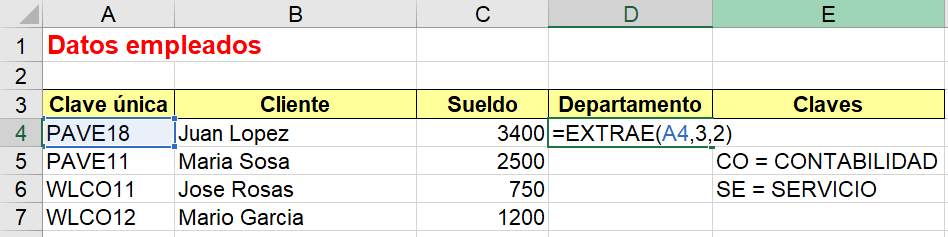 A B C D E
1 Datos empleados
2
3 Clave única Cliente Sueldo Departamento Claves
4 PAVE18 Juan Lopez 3400 =EXTRAE(A4,3,2)
5 PAVE11 Maria Sosa 2500 CO = CONTABILIDAD
6 WLCO11 Jose Rosas 750 SE = SERVICIO
7 WLCO12 Mario Garcia 1200